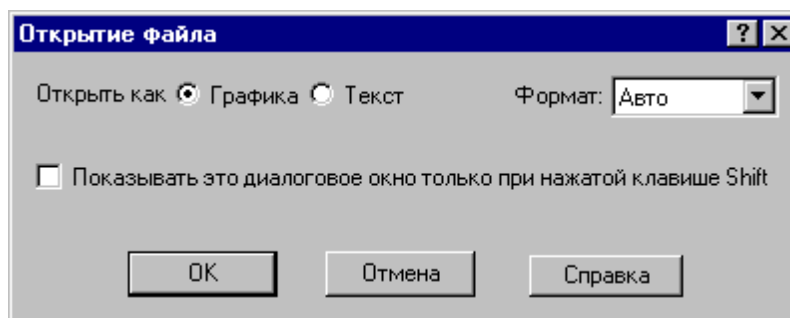 Открытие файла
Открыть как Графика Текст Формат: Авто
Показывать это диалоговое окно только при нажатой клавише Shift
OK Отмена Справка